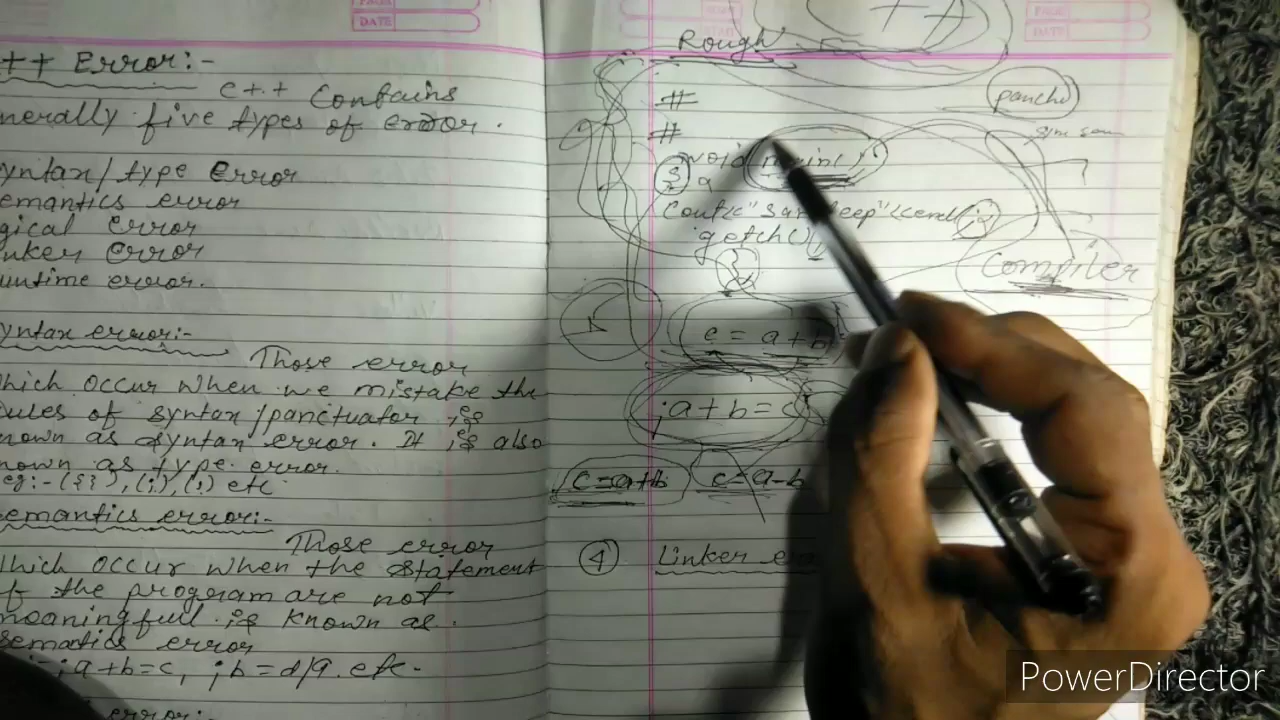 PAGE
DATE
++ Error:-
C++ Contains
nerally five types of error.
yntax/type error
emantics error
gical Error
nker Error
untime error.
yntax error:-
Those error
hich occur when we mistake the
ules of syntax/punctuator is
nown as syntax error. It is also
nown as type error.
eg:- ({}), (;), (,) etc.
emantics error:-
Those error
hich occur when the statement
f the program are not
meaningfull is known as.
sematics error
:- ;a+b=c, ;b=d/a. etc.
error:-
PAGE
DATE
Rough
#
#
void main()
{
Cout<"Sandeep"<endl;
getch();
}
c = a+b
;a+b=c
c=a+b c=a-b
④ Linker
Compiler
PowerDirector